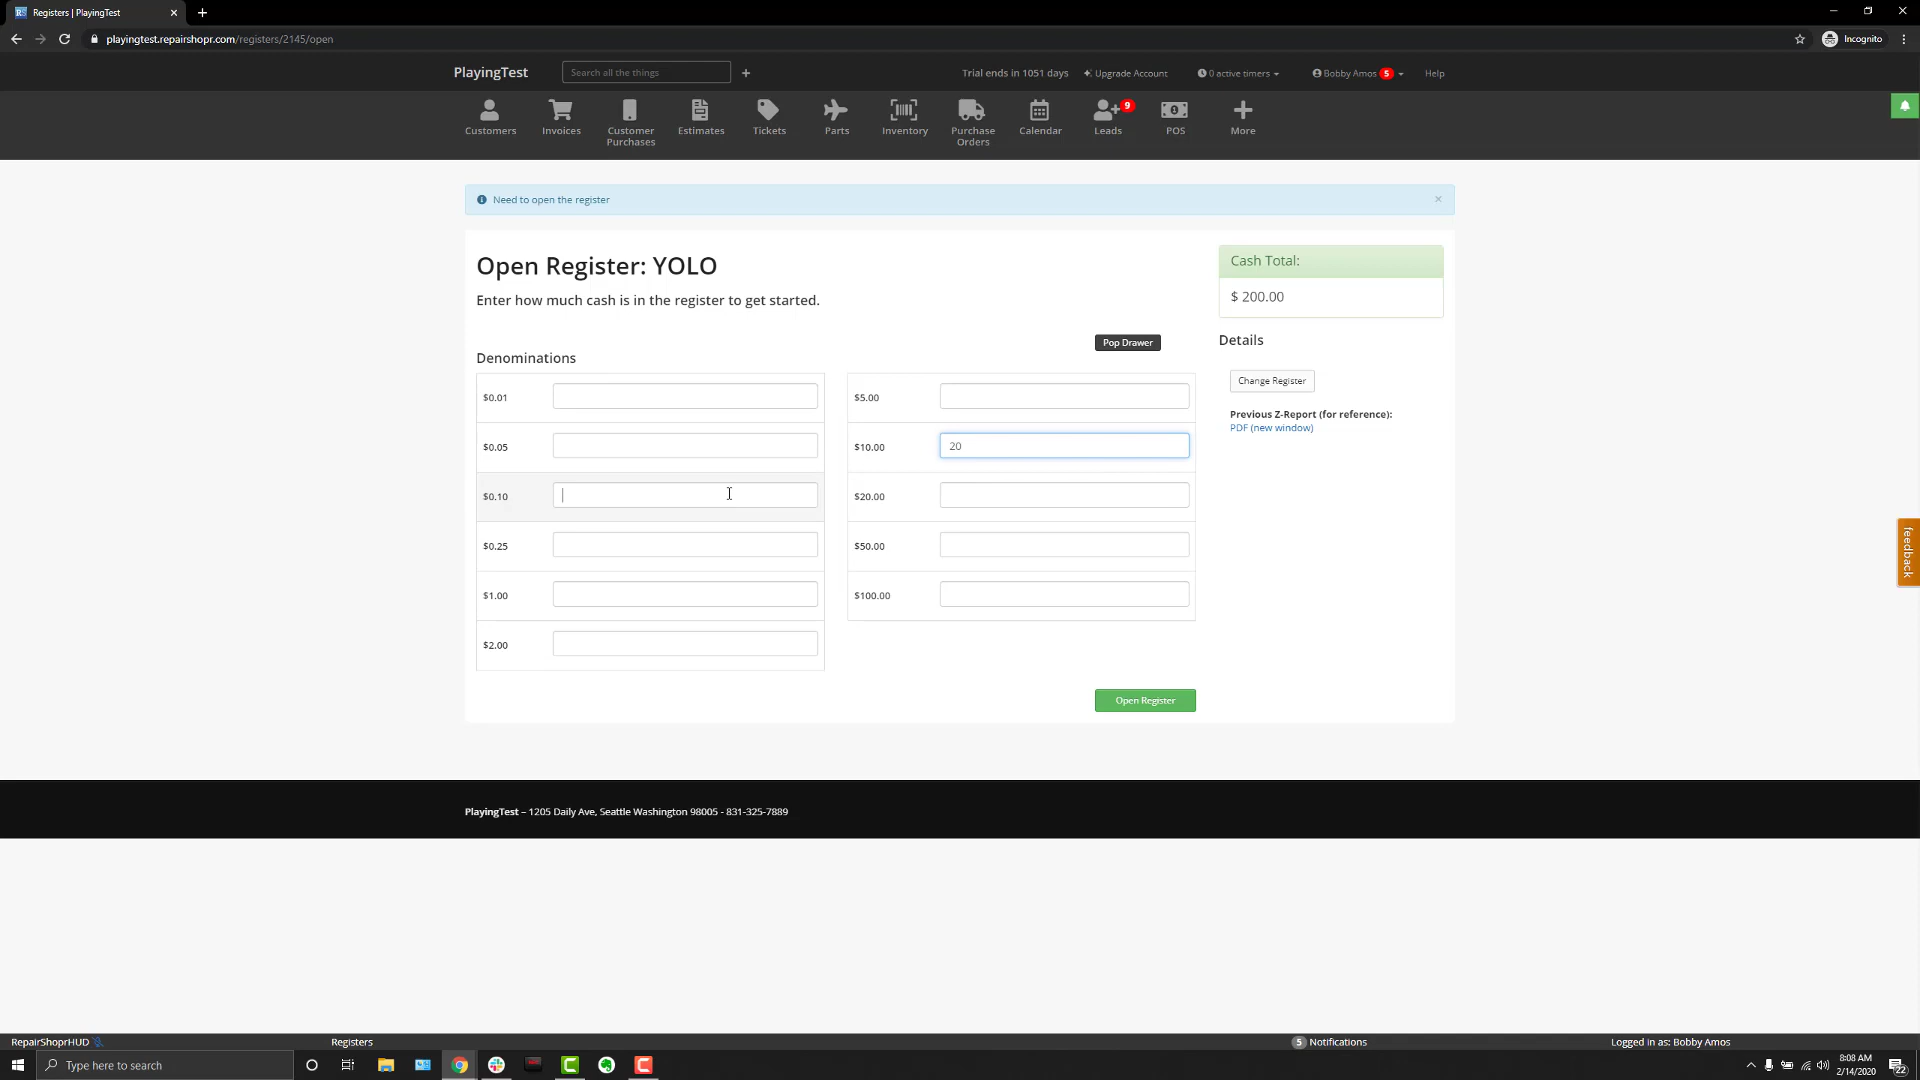 RS Registers | PlayingTest
playingtest.repairshopr.com/registers/2145/open
Incognito
PlayingTest
Search all the things
Trial ends in 1051 days
Upgrade Account
0 active timers
Bobby Amos 5
Help
Customers
Invoices
Customer Purchases
Estimates
Tickets
Parts
Inventory
Purchase Orders
Calendar
9
Leads
POS
More
Need to open the register
Open Register: YOLO
Enter how much cash is in the register to get started.
Cash Total:
$ 200.00
Pop Drawer
Details
Change Register
Previous Z-Report (for reference):
PDF (new window)
Denominations
$0.01
$0.05
$0.10
$0.25
$1.00
$2.00
$5.00
$10.00 20
$20.00
$50.00
$100.00
Open Register
feedback
PlayingTest – 1205 Daily Ave, Seattle Washington 98005 - 831-325-7889
RepairShoprHUD
Registers
5 Notifications
Logged in as: Bobby Amos
Type here to search
8:08 AM
2/14/2020
22